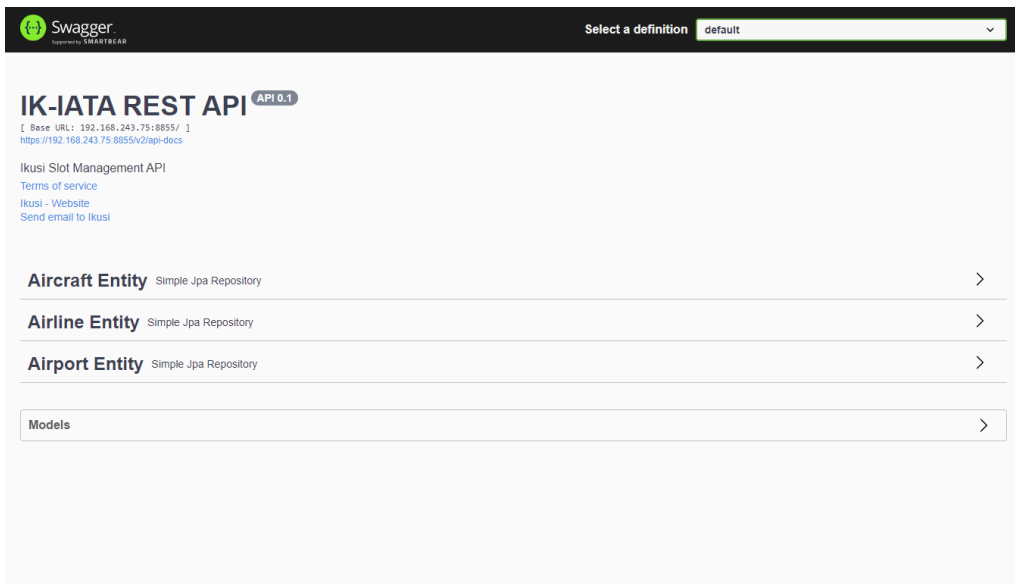 Swagger.
Supported by SMARTBEAR
Select a definition default
IK-IATA REST API API 0.1
[ Base URL: 192.168.243.75:8855/ ]
https://192.168.243.75:8855/v2/api-docs
Ikusi Slot Management API
Terms of service
Ikusi - Website
Send email to Ikusi
Aircraft Entity Simple Jpa Repository
Airline Entity Simple Jpa Repository
Airport Entity Simple Jpa Repository
Models